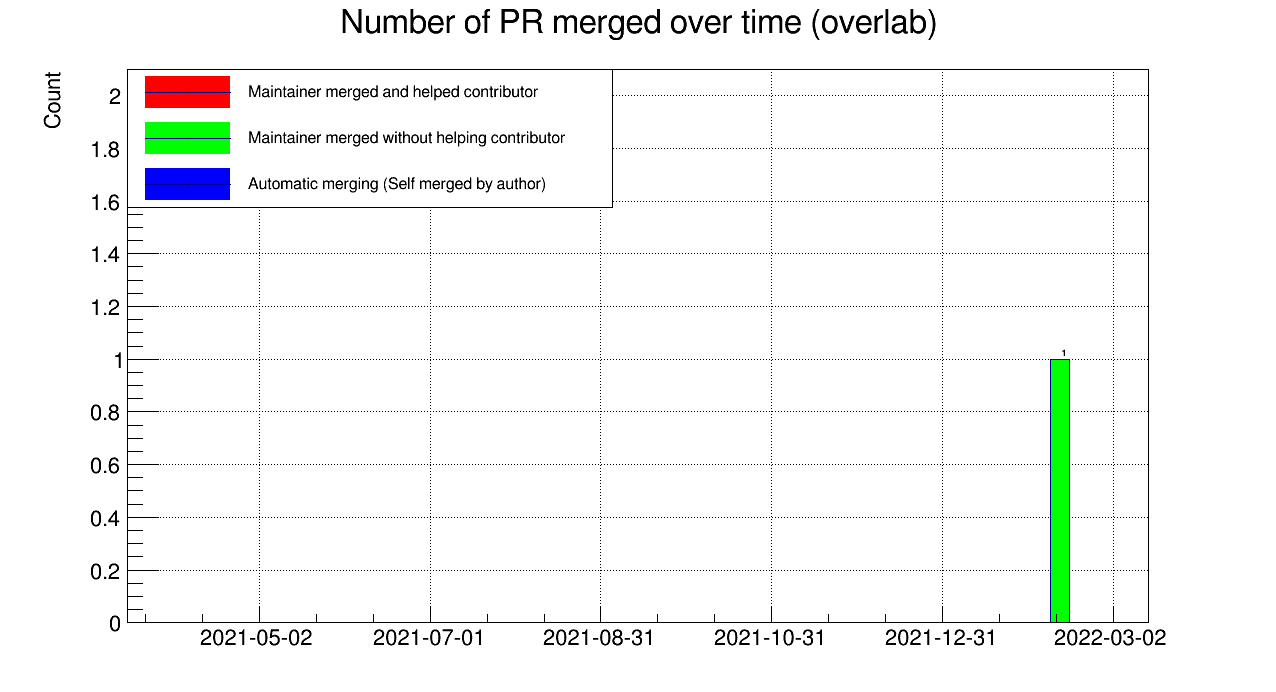 Number of PR merged over time (overlab)
Count
Maintainer merged and helped contributor
Maintainer merged without helping contributor
Automatic merging (Self merged by author)
2
1.8
1.6
1.4
1.2
1
0.8
0.6
0.4
0.2
0
1
2021-05-02 2021-07-01 2021-08-31 2021-10-31 2021-12-31 2022-03-02